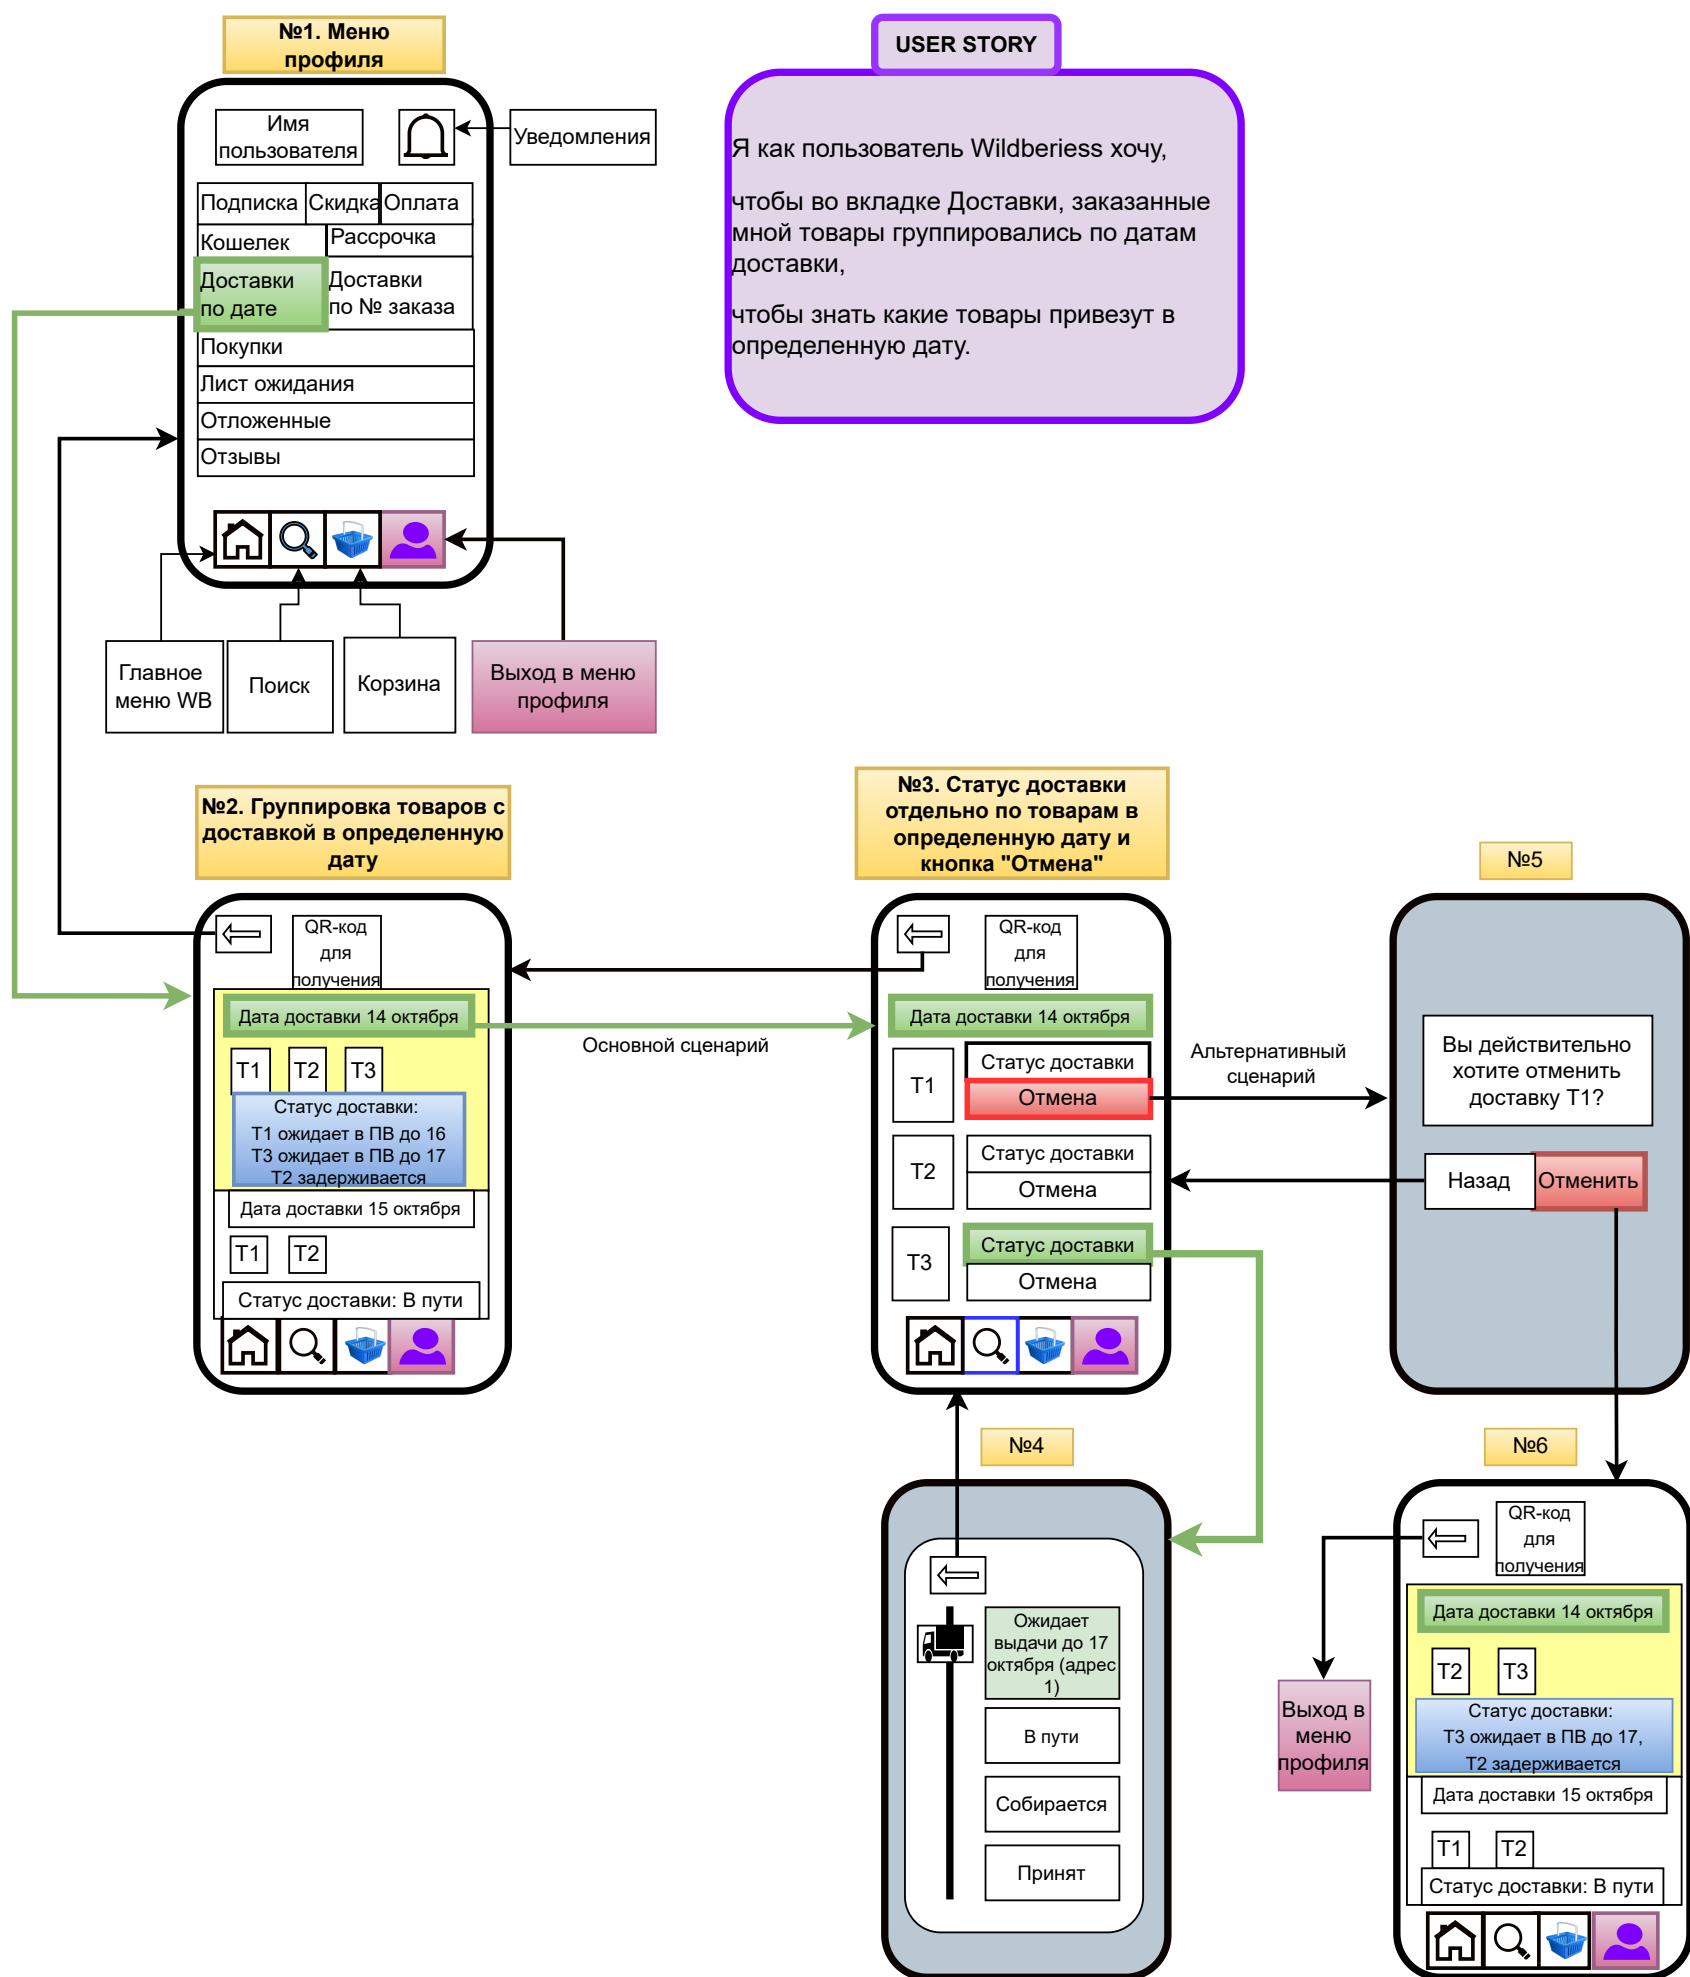 №1. Меню
профиля
USER STORY
Имя
пользователя
Уведомления
Подписка
Скидка
Оплата
Кошелек
Рассрочка
Доставки
по дате
Доставки
по № заказа
Покупки
Лист ожидания
Отложенные
Отзывы
Я как пользователь Wildberiess хочу,
чтобы во вкладке Доставки, заказанные
мной товары группировались по датам
доставки,
чтобы знать какие товары привезут в
определенную дату.
Главное
меню WB
Поиск
Корзина
Выход в меню
профиля
№2. Группировка товаров с
доставкой в определенную
дату
QR-код
для
получения
Дата доставки 14 октября
Т1
Т2
Т3
Статус доставки:
Т1 ожидает в ПВ до 16
Т3 ожидает в ПВ до 17
Т2 задерживается
Дата доставки 15 октября
Т1
Т2
Статус доставки: В пути
Основной сценарий
№3. Статус доставки
отдельно по товарам в
определенную дату и
кнопка "Отмена"
QR-код
для
получения
Дата доставки 14 октября
Т1
Статус доставки
Отмена
Т2
Статус доставки
Отмена
Т3
Статус доставки
Отмена
Альтернативный
сценарий
№5
Вы действительно
хотите отменить
доставку Т1?
Назад
Отменить
№4
Ожидает
выдачи до 17
октября (адрес
1)
В пути
Собирается
Принят
№6
QR-код
для
получения
Дата доставки 14 октября
Т2
Т3
Статус доставки:
Т3 ожидает в ПВ до 17,
Т2 задерживается
Дата доставки 15 октября
Т1
Т2
Статус доставки: В пути
Выход в
меню
профиля